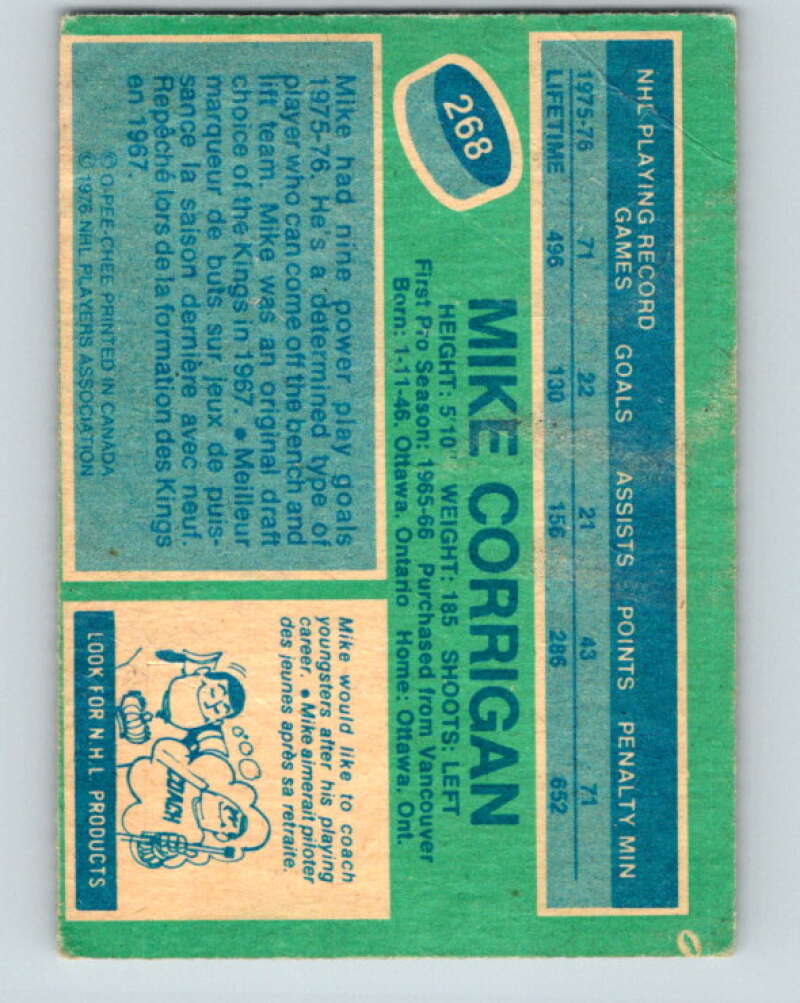 NHL PLAYING RECORD
GAMES GOALS ASSISTS POINTS PENALTY MIN
1975-76 71 22 21 43 71
LIFETIME 496 130 156 286 652
268
MIKE CORRIGAN
HEIGHT: 5'10" WEIGHT: 185 SHOOTS: LEFT
First Pro Season: 1965-66 Purchased from Vancouver
Born: 1-11-46, Ottawa, Ontario Home: Ottawa, Ont.
Mike had nine power play goals
1975-76. He's a determined type of
player who can come off the bench and
lift team. Mike was an original draft
choice of the Kings in 1967. • Meilleur
marqueur de buts sur jeux de puis-
sance la saison dernière avec neuf.
Repêché lors de la formation des Kings
en 1967.
© O-PEE-CHEE PRINTED IN CANADA
© 1976 NHL PLAYERS ASSOCIATION
Mike would like to coach
youngsters after his playing
career. • Mike aimerait piloter
des jeunes après sa retraite.
COACH
LOOK FOR N.H.L. PRODUCTS